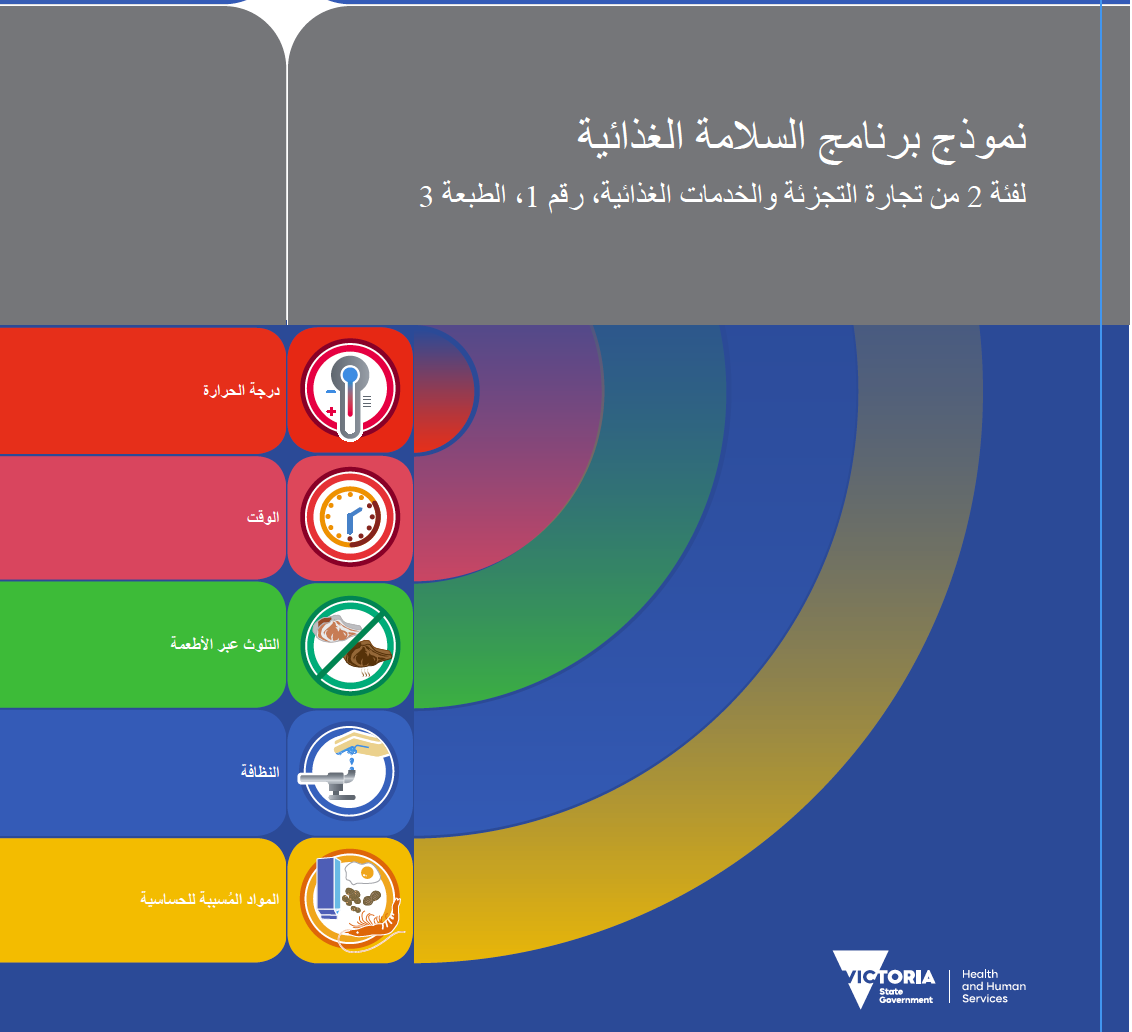 نموذج برنامج السلامة الغذائية
لفئة 2 من تجارة التجزئة والخدمات الغذائية، رقم 1، الطبعة 3
درجة الحرارة
الوقت
التلوث عبر الأطعمة
النظافة
المواد المُسببة للحساسية
VICTORIA
State
Government
Health
and Human
Services